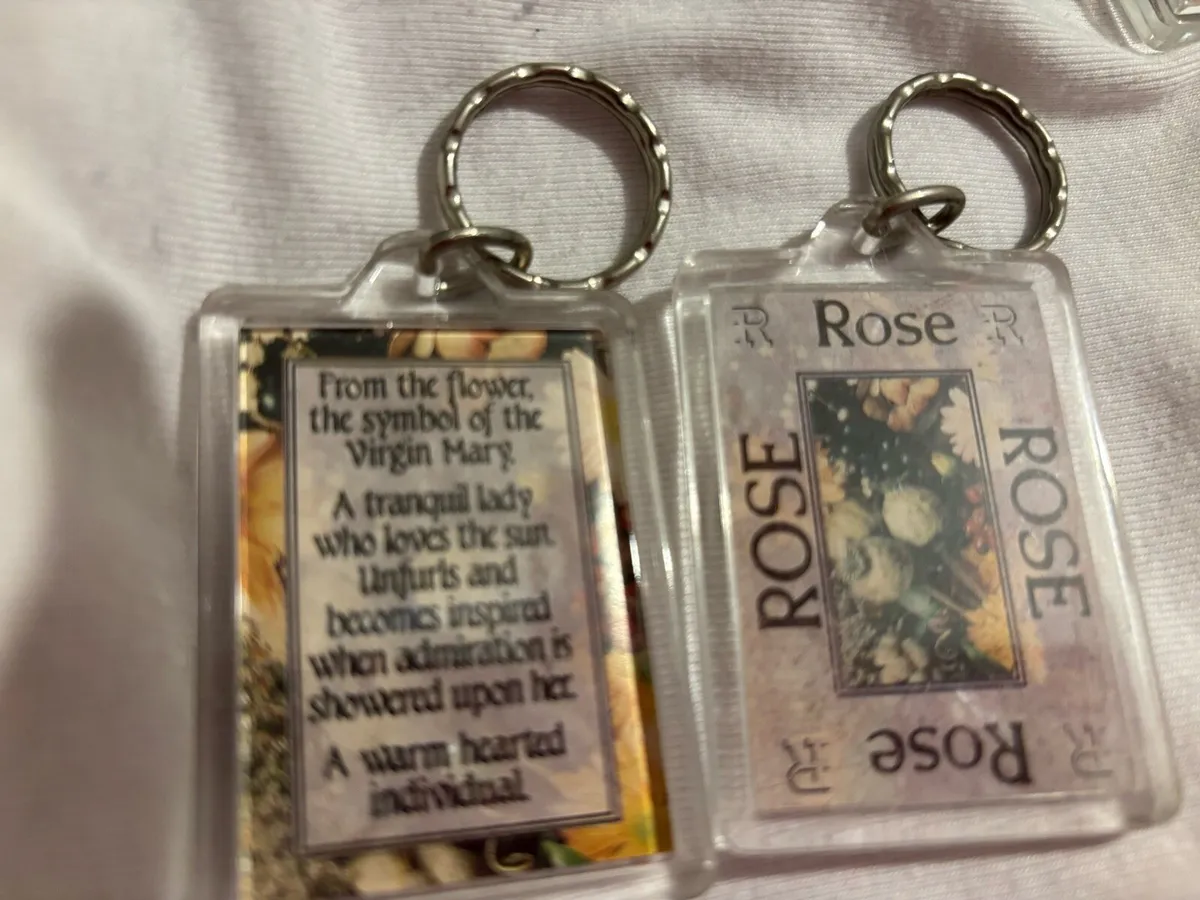 From the flower,
the symbol of the
Virgin Mary.
A tranquil lady
who loves the sun.
Unfurls and
becomes inspired
when admiration is
showered upon her.
A warm hearted
individual.
R Rose R
ROSE
ROSE
R Rose R